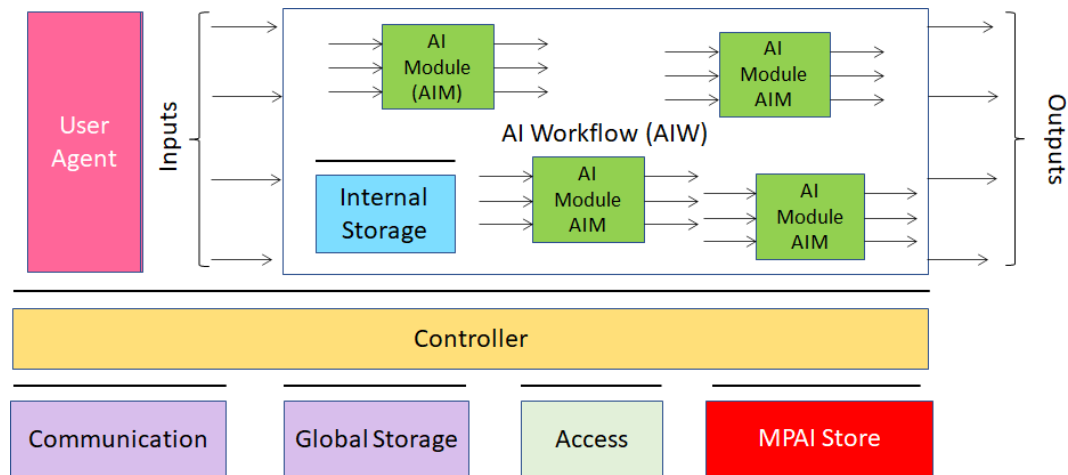 User
Agent
Inputs
AI
Module
(AIM)
AI
Module
AIM
AI Workflow (AIW)
Internal
Storage
AI
Module
AIM
AI
Module
AIM
Outputs
Controller
Communication
Global Storage
Access
MPAI Store